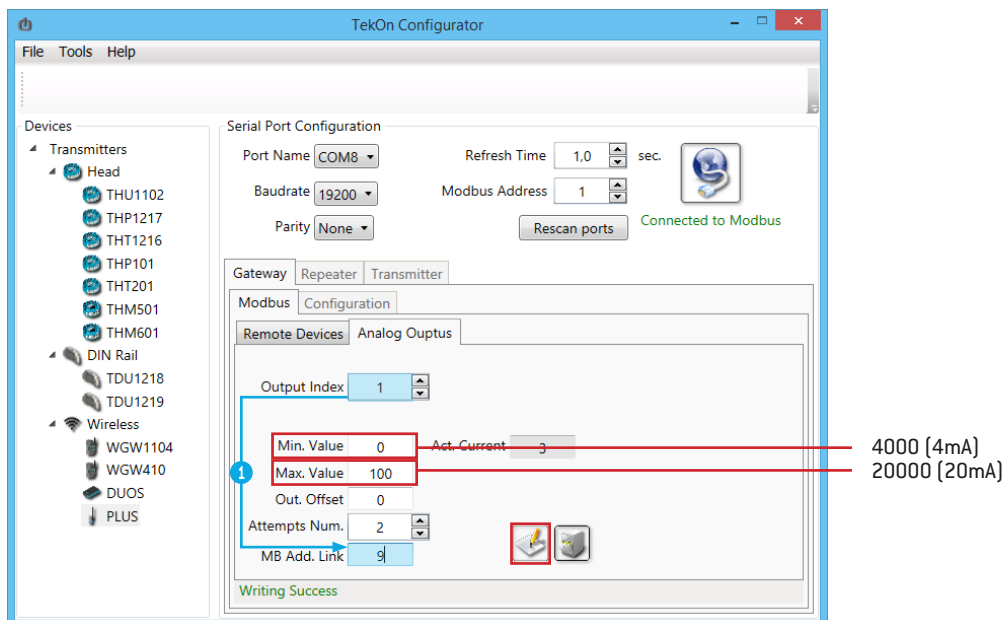 TekOn Configurator
File Tools Help
Devices
Transmitters
Head
THU1102
THP1217
THT1216
THP101
THT201
THM501
THM601
DIN Rail
TDU1218
TDU1219
Wireless
WGW1104
WGW410
DUOS
PLUS
Serial Port Configuration
Port Name COM8 Refresh Time 1,0 sec.
Baudrate 19200 Modbus Address 1
Parity None Rescan ports Connected to Modbus
Gateway Repeater Transmitter
Modbus Configuration
Remote Devices Analog Ouptus
Output Index 1
Min. Value 0 Act. Current 3
1 Max. Value 100
Out. Offset 0
Attempts Num. 2
MB Add. Link 9
Writing Success
4000 (4mA)
20000 (20mA)